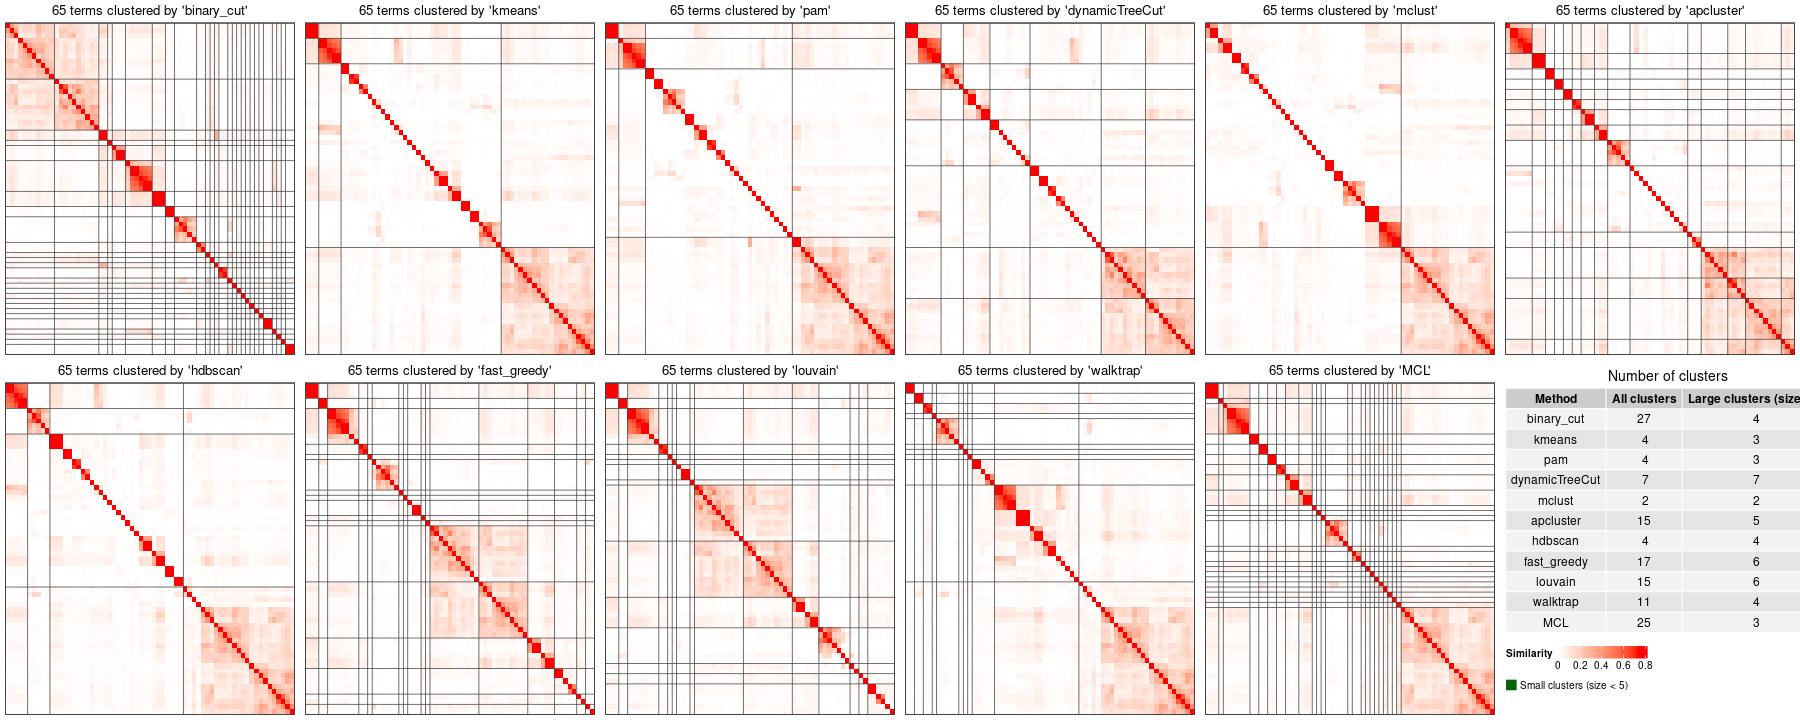 65 terms clustered by 'binary_cut'
65 terms clustered by 'kmeans'
65 terms clustered by 'pam'
65 terms clustered by 'dynamicTreeCut'
65 terms clustered by 'mclust'
65 terms clustered by 'apcluster'
65 terms clustered by 'hdbscan'
65 terms clustered by 'fast_greedy'
65 terms clustered by 'louvain'
65 terms clustered by 'walktrap'
65 terms clustered by 'MCL'
Number of clusters
Method All clusters Large clusters (size
binary_cut 27 4
kmeans 4 3
pam 4 3
dynamicTreeCut 7 7
mclust 2 2
apcluster 15 5
hdbscan 4 4
fast_greedy 17 6
louvain 15 6
walktrap 11 4
MCL 25 3
Similarity
0 0.2 0.4 0.6 0.8
Small clusters (size < 5)